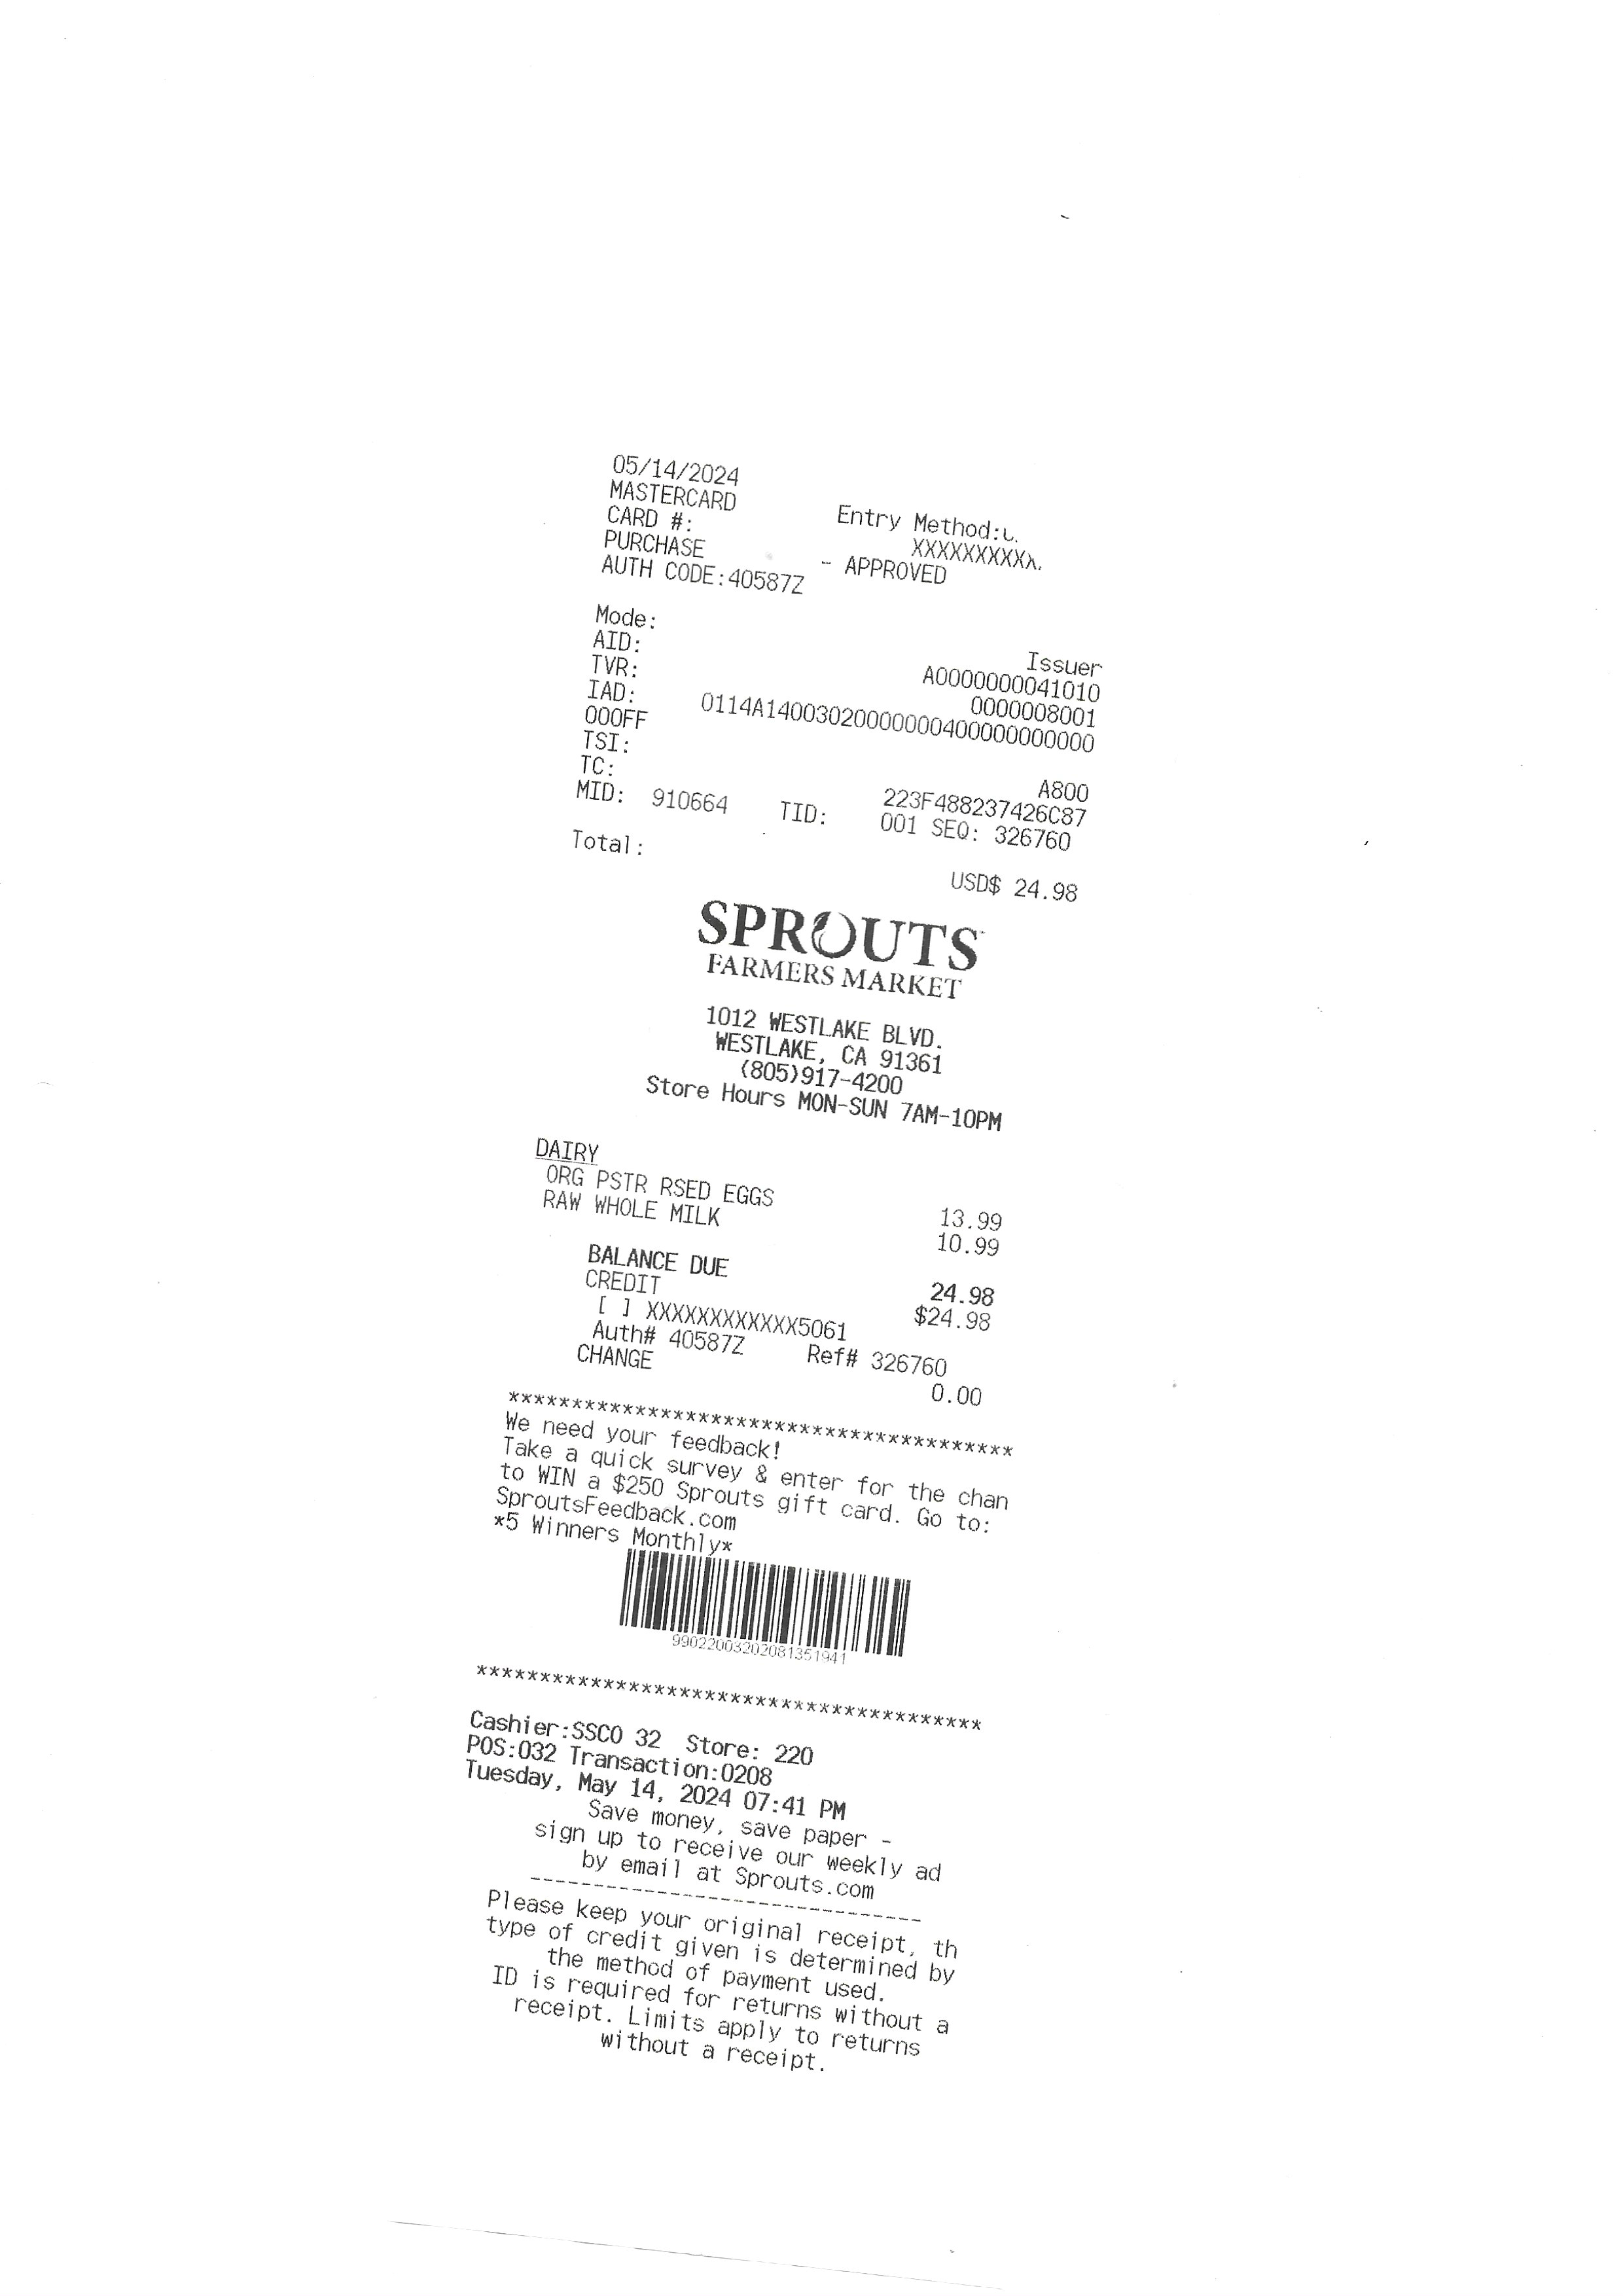 05/14/2024
MASTERCARD Entry Method:
CARD #: XXXXXXXXXX
PURCHASE - APPROVED
AUTH CODE:40587Z
Mode: Issuer
AID: A0000000041010
TVR: 0000008001
IAD: 0114A1400302000000040000000000
000FF
TSI: A800
TC: 223F488237426C87
MID: 910664 TID: 001 SEQ: 326760
Total: USD$ 24.98
SPROUTS
FARMERS MARKET
1012 WESTLAKE BLVD.
WESTLAKE, CA 91361
(805)917-4200
Store Hours MON-SUN 7AM-10PM
DAIRY
ORG PSTR RSED EGGS 13.99
RAW WHOLE MILK 10.99
BALANCE DUE 24.98
CREDIT $24.98
[ ] XXXXXXXXXXXX5061
Auth# 40587Z Ref# 326760
CHANGE 0.00
****************************************
We need your feedback!
Take a quick survey & enter for the chan
to WIN a $250 Sprouts gift card. Go to:
SproutsFeedback.com
*5 Winners Monthly*
99022003202081351941
****************************************
Cashier:SSCO 32 Store: 220
POS:032 Transaction:0208
Tuesday, May 14, 2024 07:41 PM
Save money, save paper -
sign up to receive our weekly ad
by email at Sprouts.com
-------------------------------
Please keep your original receipt, th
type of credit given is determined by
the method of payment used.
ID is required for returns without a
receipt. Limits apply to returns
without a receipt.